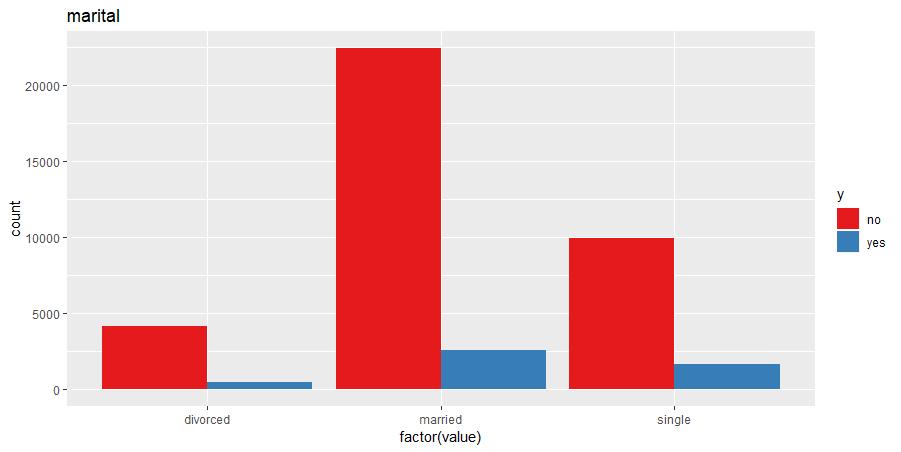 marital
20000
15000
10000
5000
0
count
divorced married single
factor(value)
y
no
yes